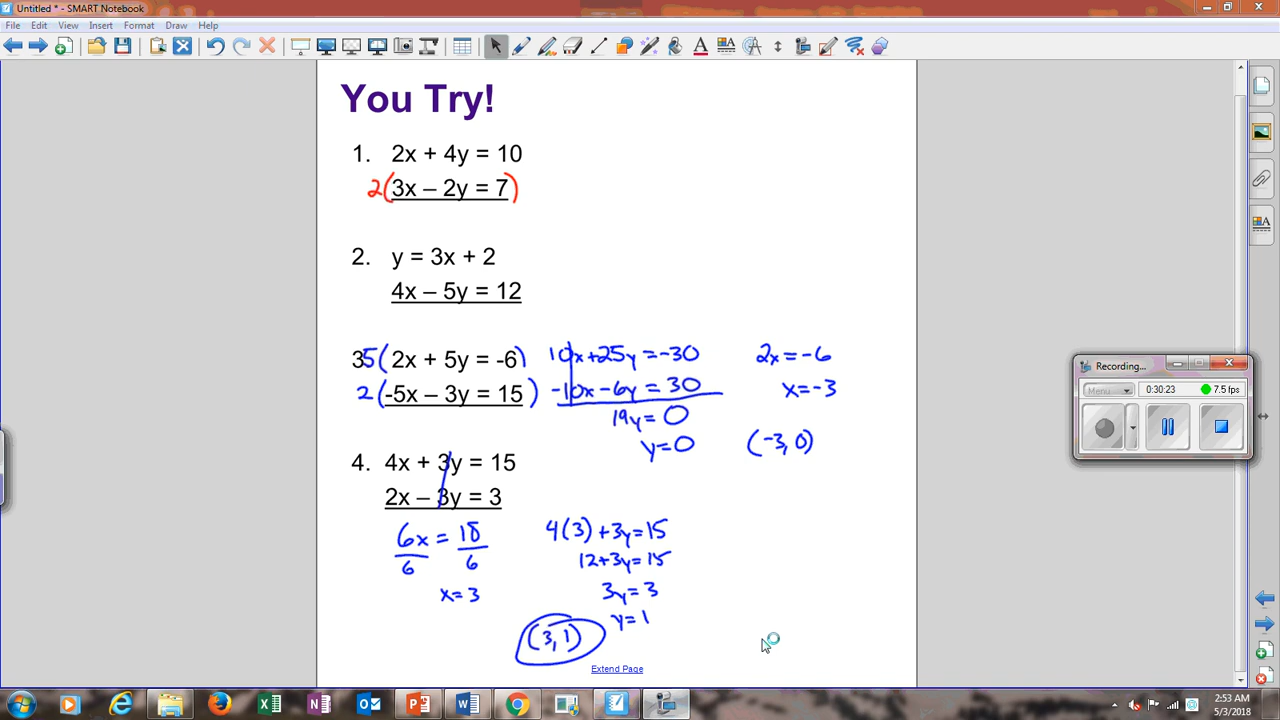 Untitled * - SMART Notebook
File Edit View Insert Format Draw Help
You Try!
1. 2x + 4y = 10
2(3x – 2y = 7)
2. y = 3x + 2
4x – 5y = 12
35(2x + 5y = -6) 10x+25y=-30 2x=-6
2(-5x – 3y = 15) -10x-6y=30 x=-3
19y=0
y=0 (-3,0)
4. 4x + 3y = 15
2x – 3y = 3
6x = 18 4(3)+3y=15
6 6 12+3y=15
x=3 3y=3
y=1
(3,1)
Extend Page
Recording...
Menu 0:30:23 7.5 fps
2:53 AM
5/3/2018